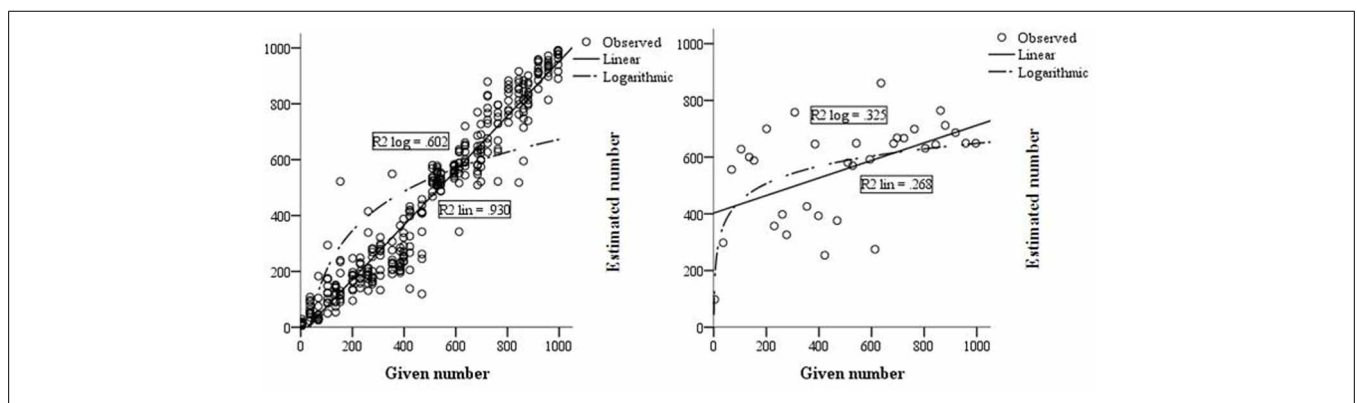 1000
800
600
400
200
0
0 200 400 600 800 1000
Given number
Observed
Linear
Logarithmic
R2 log = .602
R2 lin = .930
Estimated number
1000
800
600
400
200
0
0 200 400 600 800 1000
Given number
Observed
Linear
Logarithmic
R2 log = .325
R2 lin = .268
Estimated number